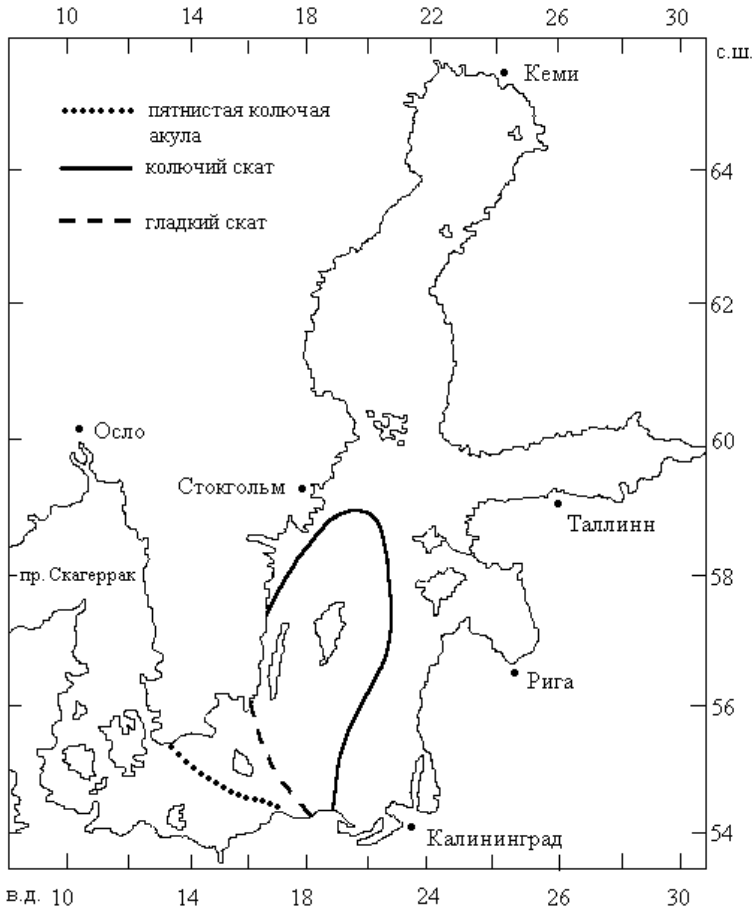 10 14 18 22 26 30
с.ш.
Кеми
пятнистая колючая
акула
колючий скат
64
гладкий скат
62
Осло
60
Стокгольм
Таллинн
пр. Скагеррак
58
Рига
56
54
Калининград
в.д. 10 14 18 24 26 30